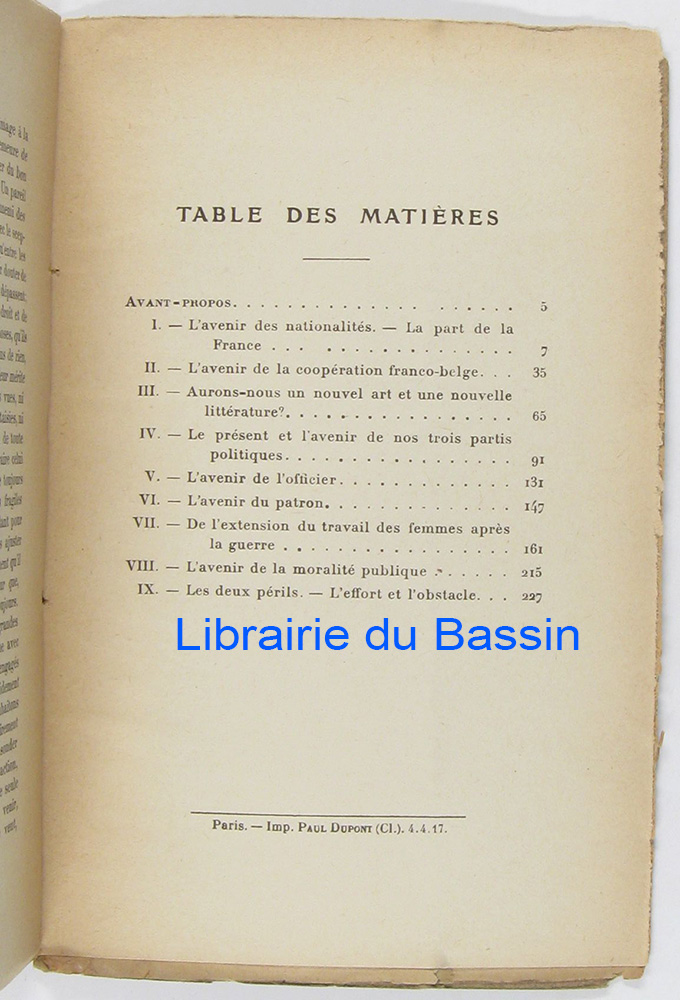 TABLE DES MATIÈRES
AVANT-PROPOS. . . . . . . . . . . . . . . . . . . . 5
I. — L'avenir des nationalités. — La part de la
France . . . . . . . . . . . . . . . . . 7
II. — L'avenir de la coopération franco-belge. . . 35
III. — Aurons-nous un nouvel art et une nouvelle
littérature?. . . . . . . . . . . . . . . . . 65
IV. — Le présent et l'avenir de nos trois partis
politiques. . . . . . . . . . . . . . . . . 91
V. — L'avenir de l'officier. . . . . . . . . . . . . 131
VI. — L'avenir du patron. . . . . . . . . . . . . . 147
VII. — De l'extension du travail des femmes après
la guerre . . . . . . . . . . . . . . . . . 161
VIII. — L'avenir de la moralité publique . . . . . . 215
IX. — Les deux périls. — L'effort et l'obstacle. . . 227
Librairie du Bassin
Paris. — Imp. PAUL DUPONT (Cl.). 4.4.17.